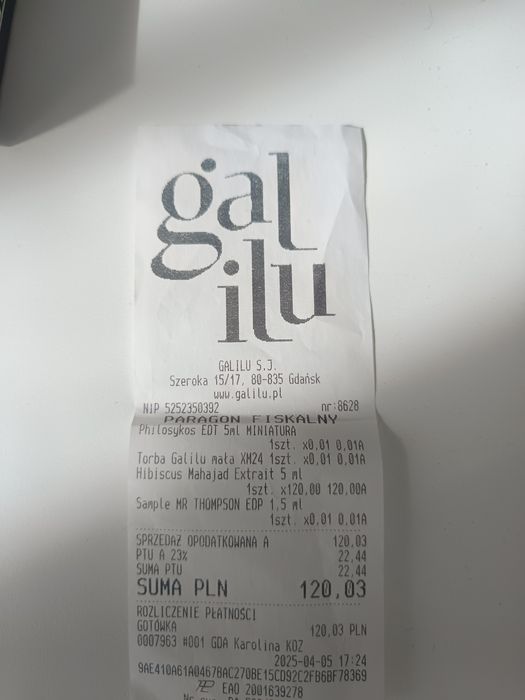 galilu
GALILU S.J.
Szeroka 15/17, 80-835 Gdańsk
www.galilu.pl
NIP 5252350392 nr:8628
PARAGON FISKALNY
Philosykos EDT 5ml MINIATURA
1szt. x0,01 0,01A
Torba Galilu mała XM24 1szt. x0,01 0,01A
Hibiscus Mahajad Extrait 5 ml
1szt. x120,00 120,00A
Sample MR THOMPSON EDP 1,5 ml
1szt. x0,01 0,01A
SPRZEDAŻ OPODATKOWANA A 120,03
PTU A 23% 22,44
SUMA PTU 22,44
SUMA PLN 120,03
ROZLICZENIE PŁATNOŚCI
GOTÓWKA 120,03 PLN
0007963 #001 GDA Karolina KOZ
2025-04-05 17:24
9AE410A61A0467BAC270BE15CD92C2FB6BF78369
EAO 2001639278